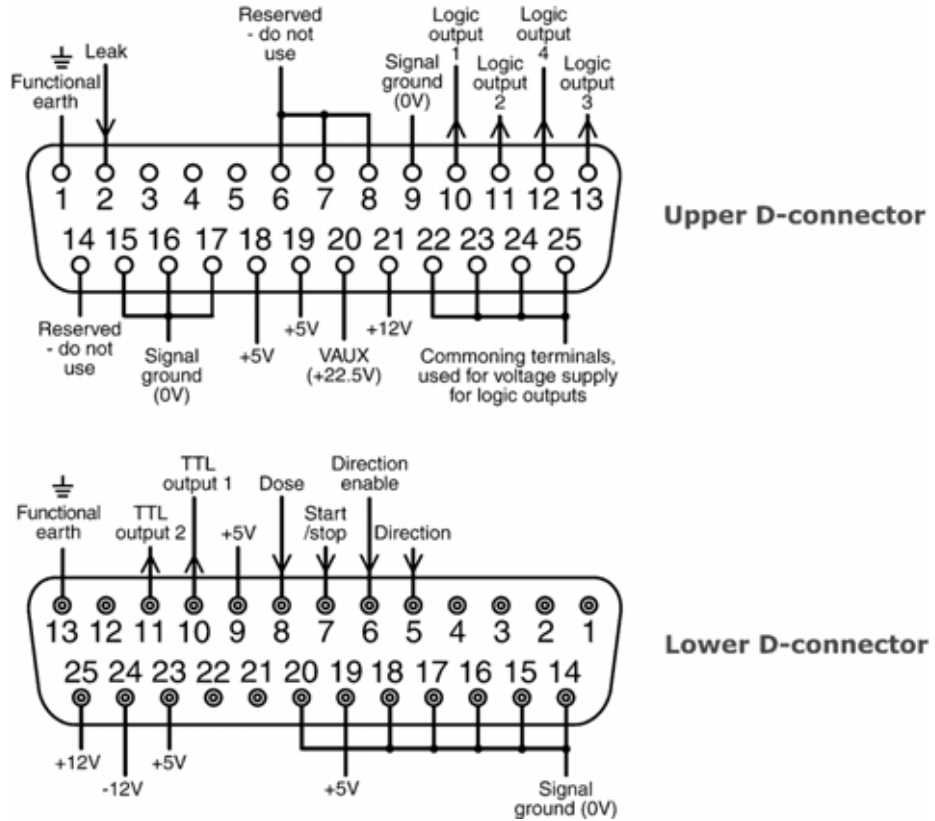 Reserved
- do not
use
Logic
output
1
Logic
output
4
Leak
Functional
earth
Signal
ground
(0V)
Logic
output
2
Logic
output
3
1 2 3 4 5 6 7 8 9 10 11 12 13
14 15 16 17 18 19 20 21 22 23 24 25
Upper D-connector
Reserved
- do not
use
Signal
ground
(0V)
+5V
+5V
VAUX
(+22.5V)
+12V
Commoning terminals,
used for voltage supply
for logic outputs
TTL
output 1
Direction
enable
Functional
earth
TTL
output 2
+5V
Dose
Start
/stop
Direction
13 12 11 10 9 8 7 6 5 4 3 2 1
25 24 23 22 21 20 19 18 17 16 15 14
Lower D-connector
+12V
-12V
+5V
+5V
Signal
ground (0V)